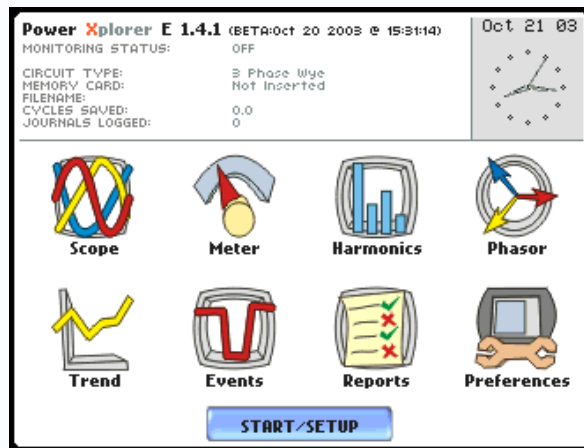 Power Xplorer E 1.4.1 (BETA:Oct 20 2003 @ 15:31:14)
Oct 21 03
MONITORING STATUS: OFF
CIRCUIT TYPE: 3 Phase Wye
MEMORY CARD: Not Inserted
FILENAME:
CYCLES SAVED: 0.0
JOURNALS LOGGED: 0
Scope Meter Harmonics Phasor
Trend Events Reports Preferences
START/SETUP